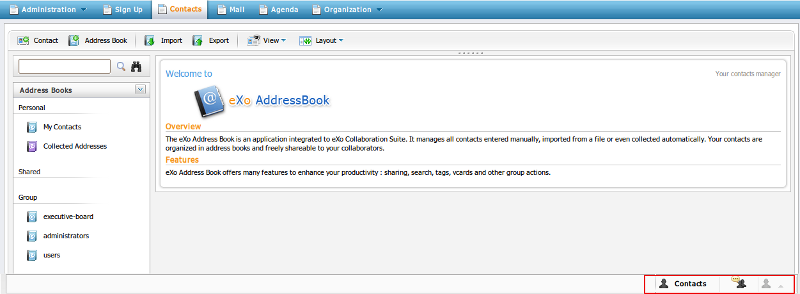 Administration Sign Up Contacts Mail Agenda Organization
Contact Address Book Import Export View Layout
Address Books
Personal
My Contacts
Collected Addresses
Shared
Group
executive-board
administrators
users
Welcome to
Your contacts manager
eXo AddressBook
Overview
The eXo Address Book is an application integrated to eXo Collaboration Suite. It manages all contacts entered manually, imported from a file or even collected automatically. Your contacts are
organized in address books and freely shareable to your collaborators.
Features
eXo Address Book offers many features to enhance your productivity : sharing, search, tags, vcards and other group actions.
Contacts